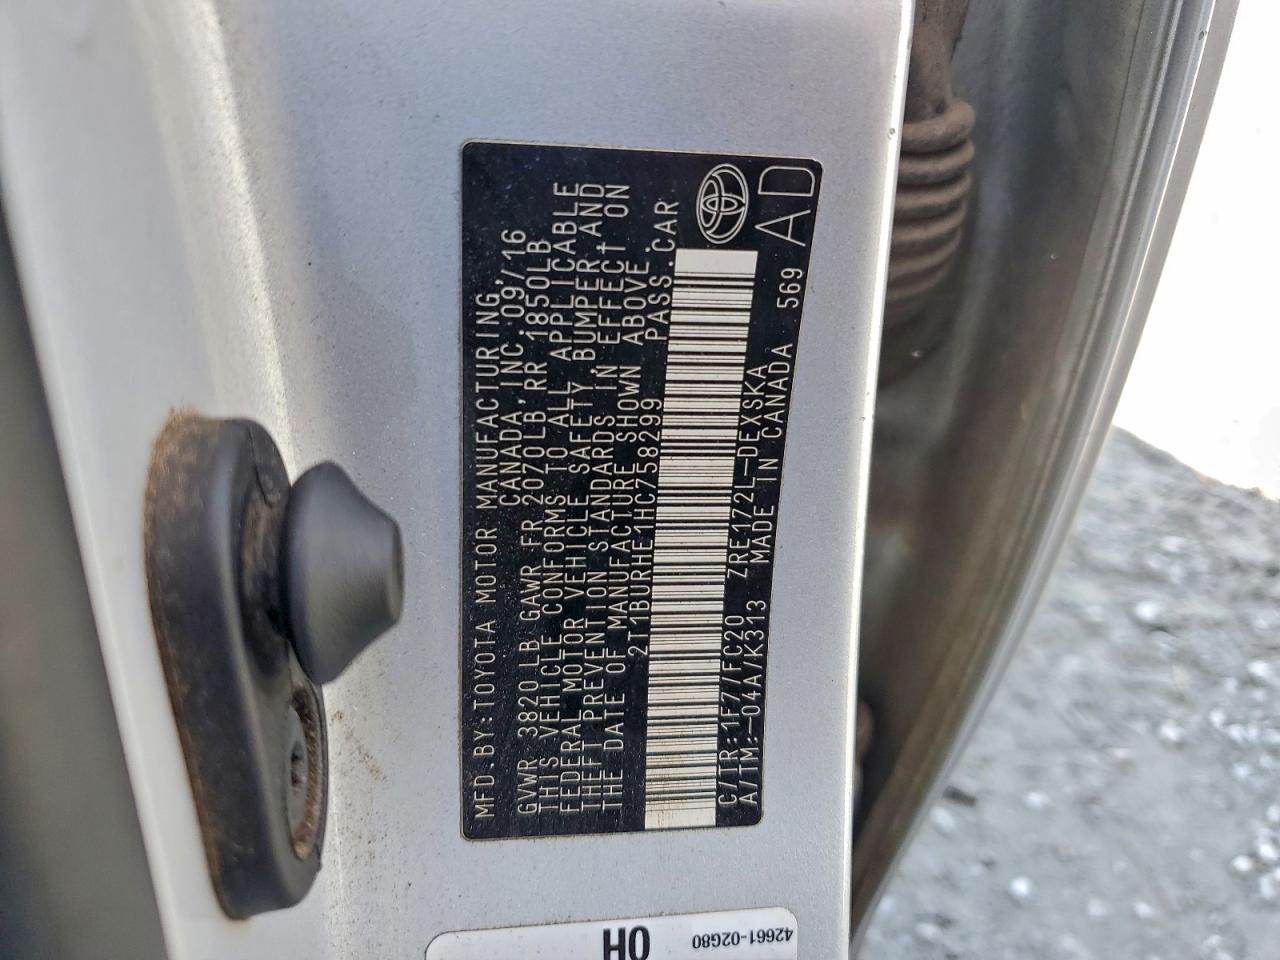 MFD.BY:TOYOTA MOTOR MANUFACTURING,
CANADA,INC. 09/16
GVWR 3820LB GAWR FR 2070LB RR 1850LB
THIS VEHICLE CONFORMS TO ALL APPLICABLE
FEDERAL MOTOR VEHICLE SAFETY,BUMPER,AND
THEFT PREVENTION STANDARDS IN EFFECT ON
THE DATE OF MANUFACTURE SHOWN ABOVE.
2T1BURHE1HC758299 PASS.CAR
C/TR:1F7/FC20 ZRE172L-DEXSKA
A/TM:-04A/K313 MADE IN CANADA 569
AD
OH
42661-02G80